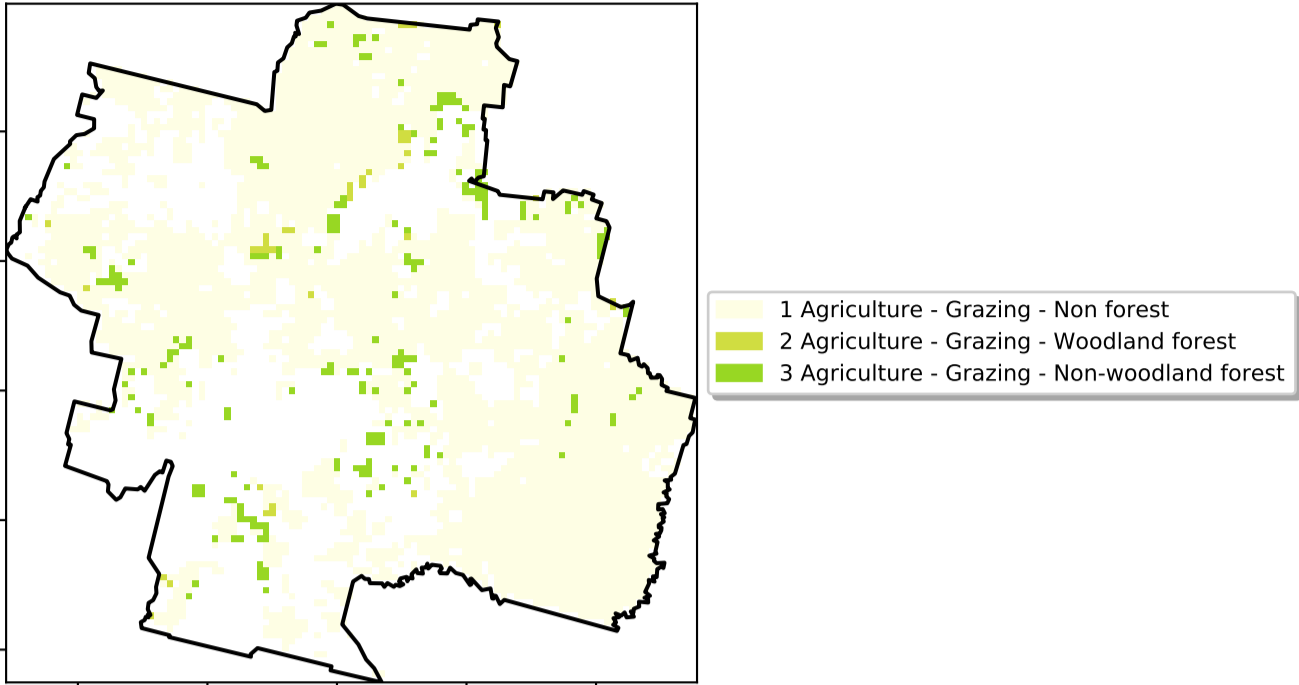 1 Agriculture - Grazing - Non forest
2 Agriculture - Grazing - Woodland forest
3 Agriculture - Grazing - Non-woodland forest